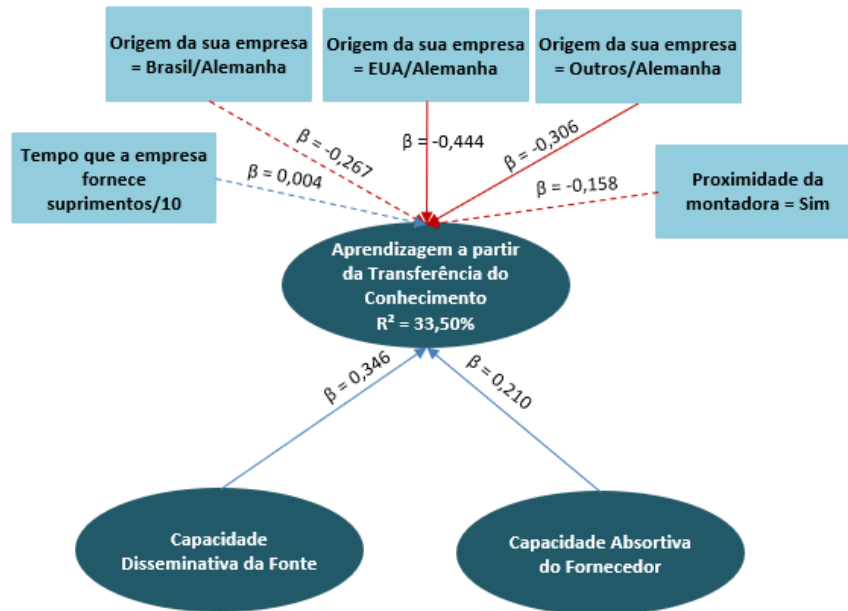 Origem da sua empresa
= Brasil/Alemanha
Origem da sua empresa
= EUA/Alemanha
Origem da sua empresa
= Outros/Alemanha
Tempo que a empresa
fornece
suprimentos/10
β = 0,004
β = -0,267
β = -0,444
β = -0,306
β = -0,158
Proximidade da
montadora = Sim
Aprendizagem a partir
da Transferência do
Conhecimento
R² = 33,50%
β = 0,346
β = 0,210
Capacidade
Disseminativa da Fonte
Capacidade Absortiva
do Fornecedor